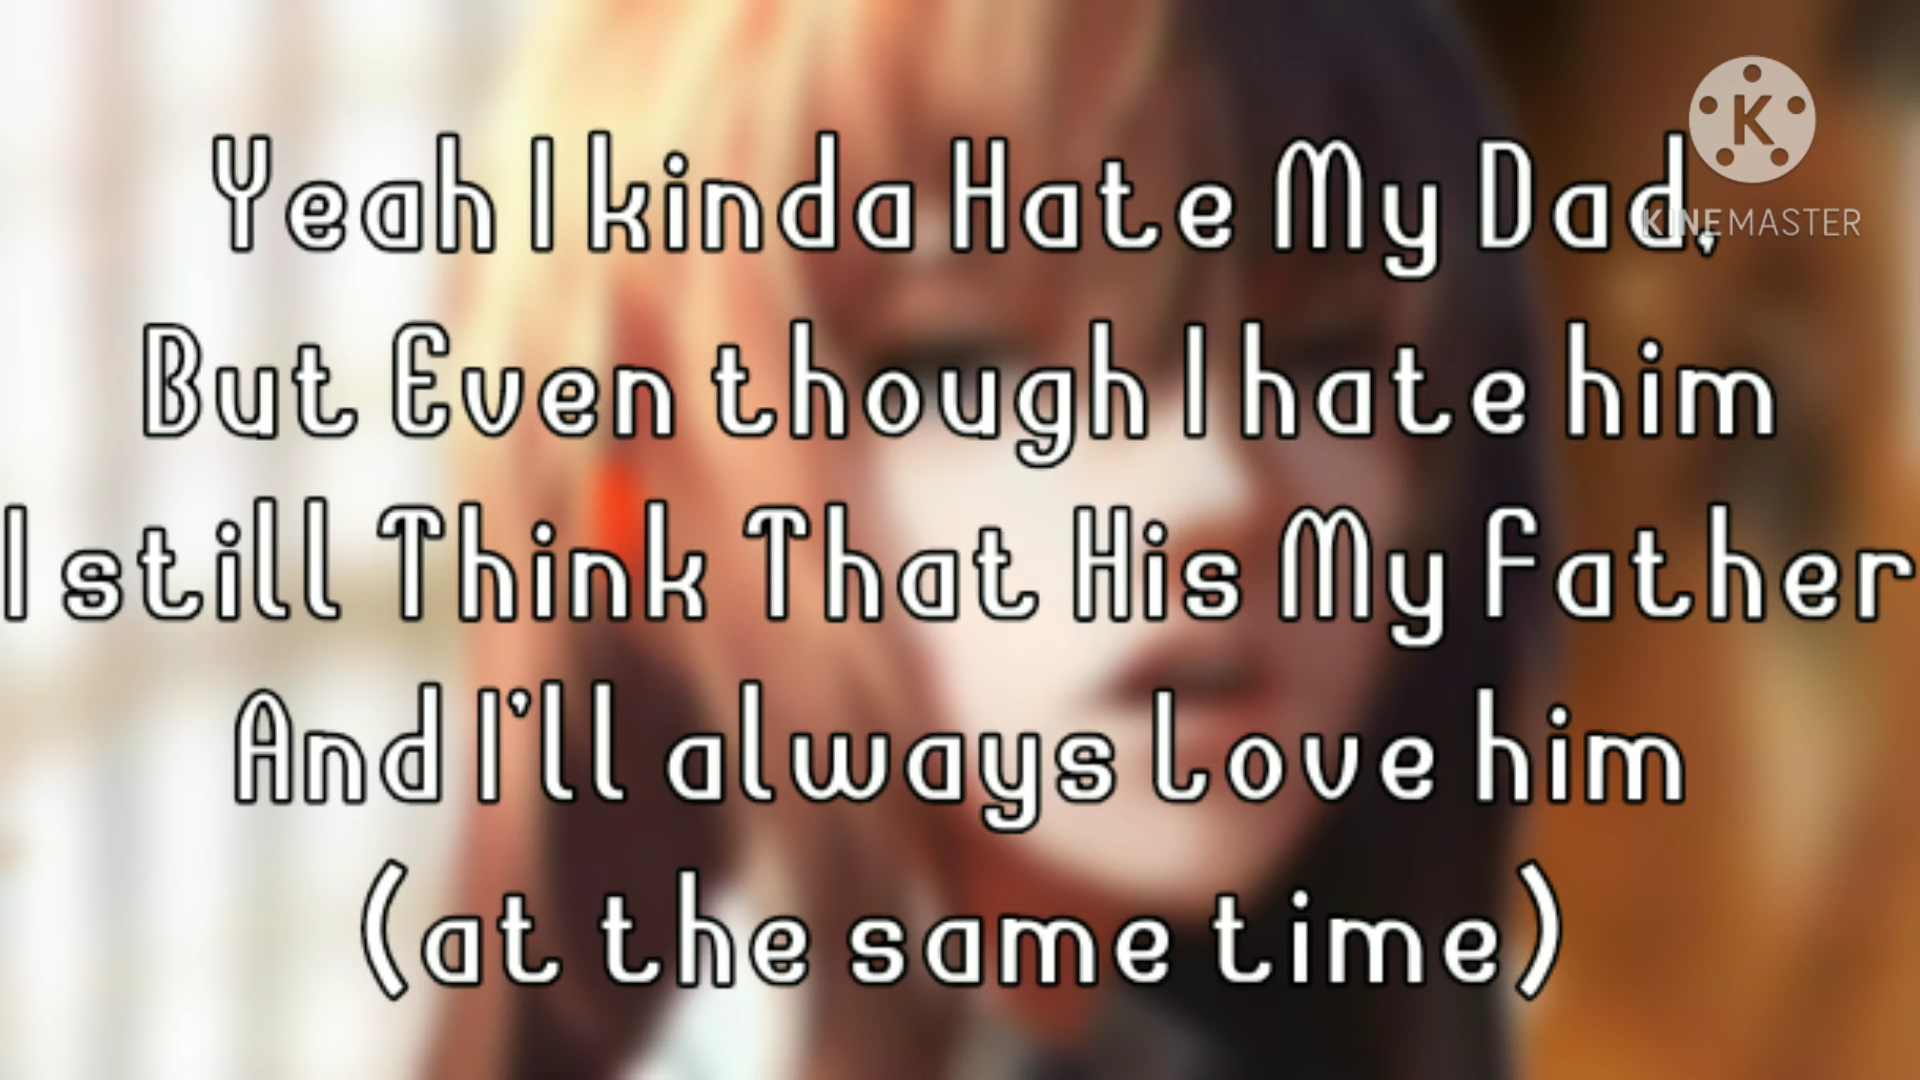 Yeah I kinda Hate My Dad,
But Even though I hate him
I still Think That His My Father
And I'll always Love him
(at the same time)
K
KINEMASTER